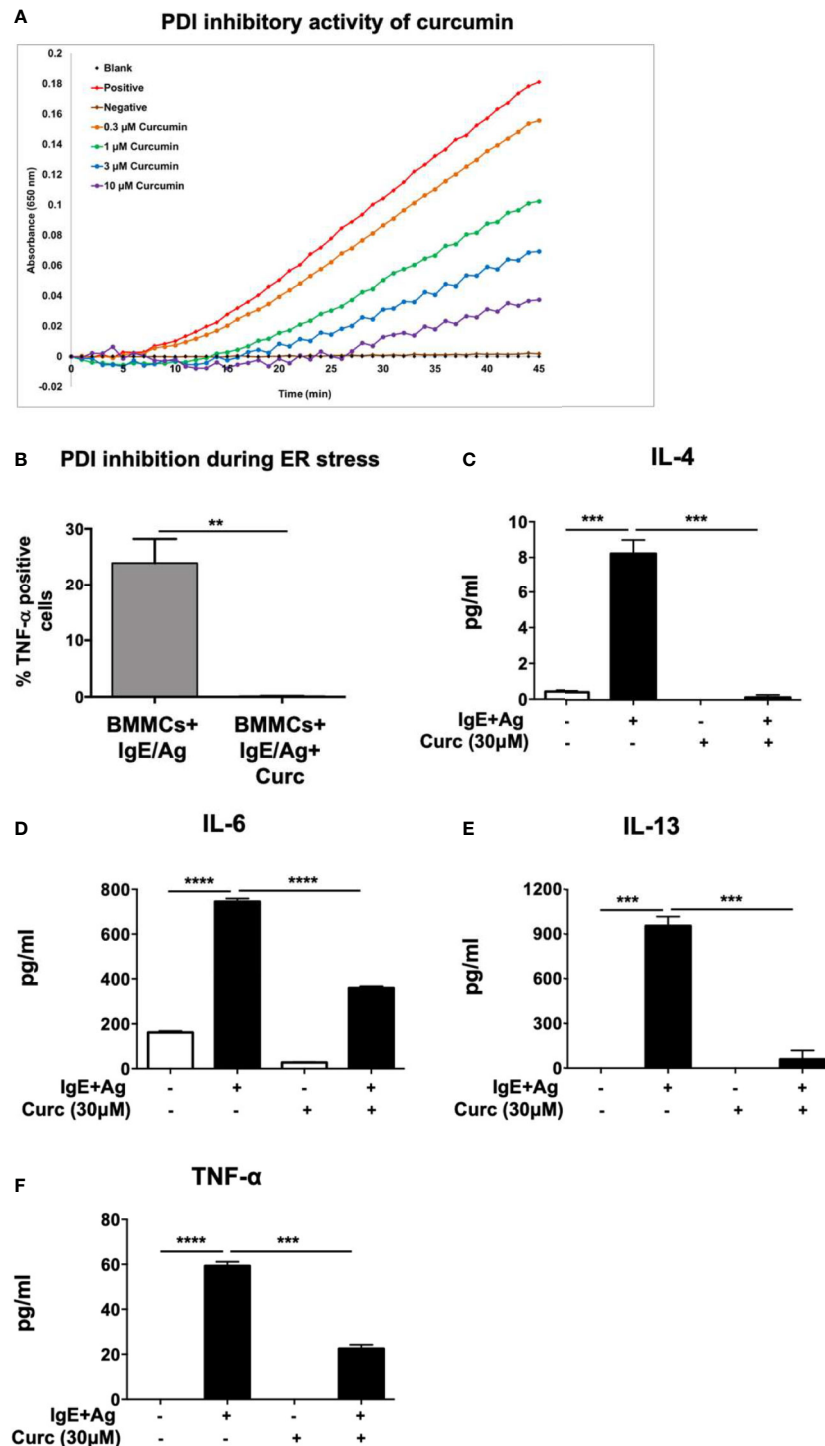 A
PDI inhibitory activity of curcumin
0.2
0.18
0.16
0.14
0.12
0.1
0.08
0.06
0.04
0.02
0
-0.02
Absorbance (650 nm)
Blank
Positive
Negative
0.3 µM Curcumin
1 µM Curcumin
3 µM Curcumin
10 µM Curcumin
0 5 10 15 20 25 30 35 40 45
Time (min)
B
PDI inhibition during ER stress
% TNF-α positive
cells
30
20
10
0
**
BMMCs+
IgE/Ag
BMMCs+
IgE/Ag+
Curc
C
IL-4
pg/ml
10
8
6
4
2
0
*** ***
IgE+Ag - + - +
Curc (30µM) - - + +
D
IL-6
pg/ml
800
600
400
200
0
**** ****
IgE+Ag - + - +
Curc (30µM) - - + +
E
IL-13
pg/ml
1200
900
600
300
0
*** ***
IgE+Ag - + - +
Curc (30µM) - - + +
F
TNF-α
pg/ml
80
60
40
20
0
**** ***
IgE+Ag - + - +
Curc (30µM) - - + +